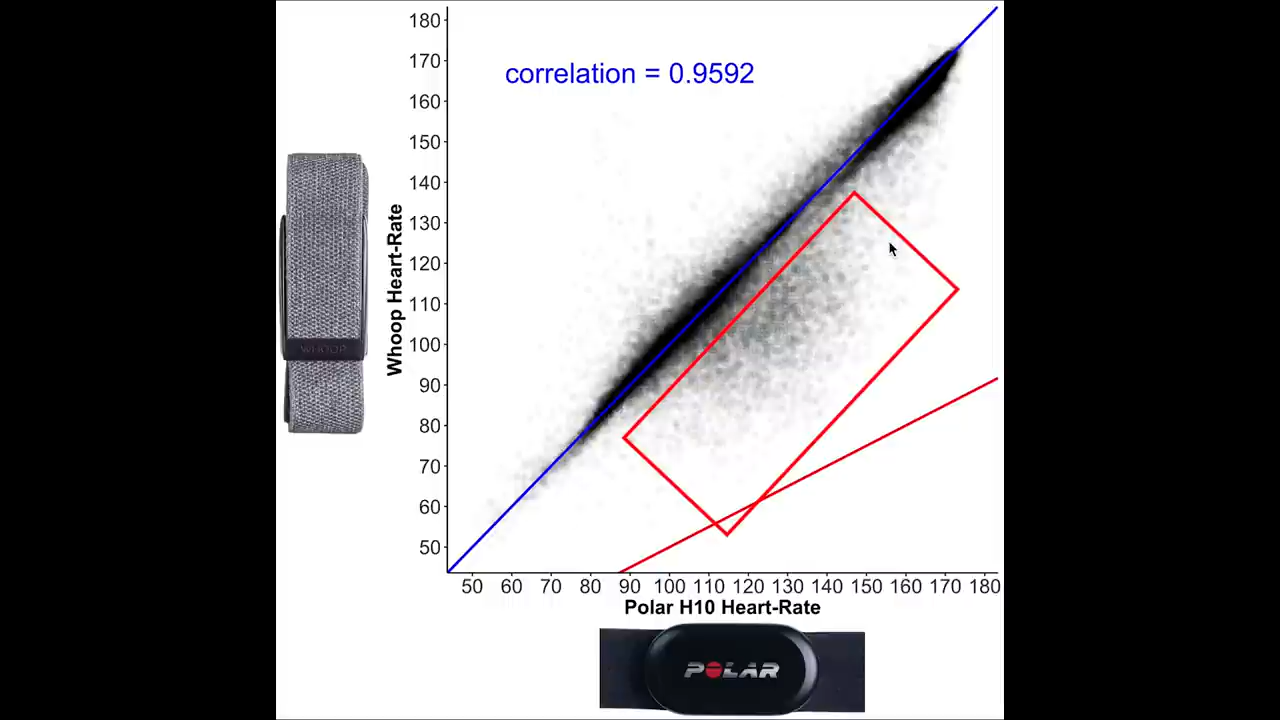 180
170
160
150
140
130
120
110
100
90
80
70
60
50
correlation = 0.9592
Whoop Heart-Rate
WHOOP
50 60 70 80 90 100 110 120 130 140 150 160 170 180
Polar H10 Heart-Rate
POLAR